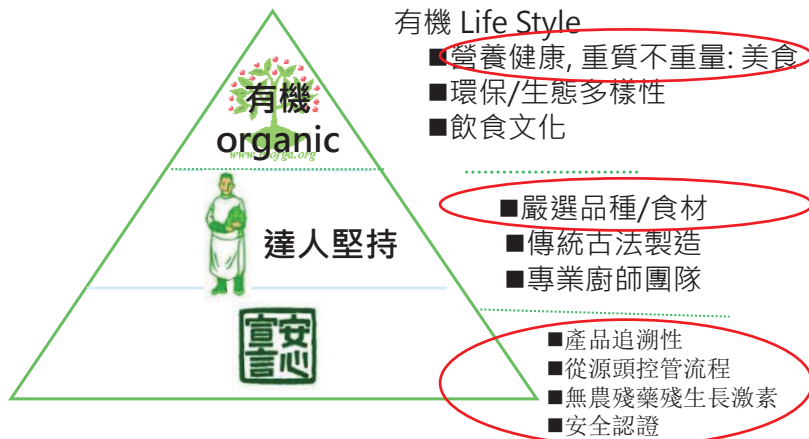 有機 Life Style
■營養健康, 重質不重量: 美食
■環保/生態多樣性
■飲食文化
有機
organic
■嚴選品種/食材
■傳統古法製造
■專業廚師團隊
達人堅持
安心
宣言
■產品追溯性
■從源頭控管流程
■無農殘藥殘生長激素
■安全認證